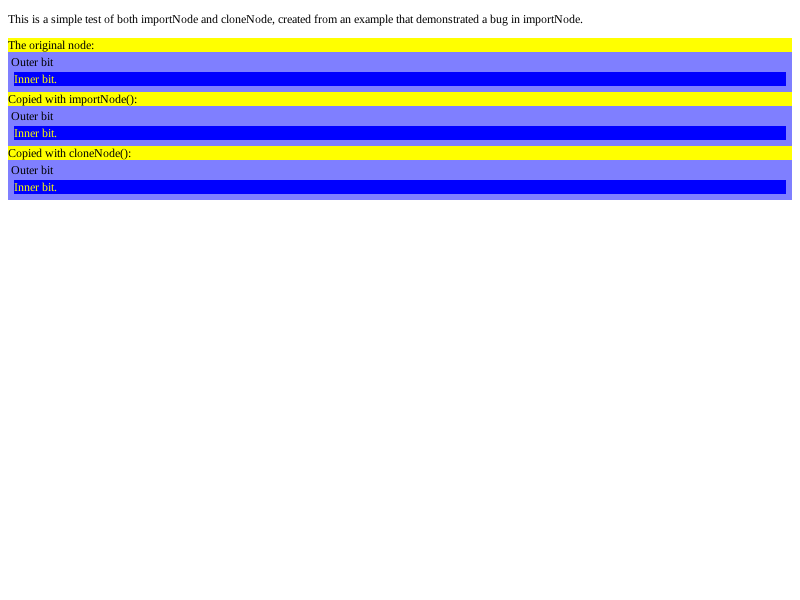 This is a simple test of both importNode and cloneNode, created from an example that demonstrated a bug in importNode.
The original node:
Outer bit
Inner bit.
Copied with importNode():
Outer bit
Inner bit.
Copied with cloneNode():
Outer bit
Inner bit.